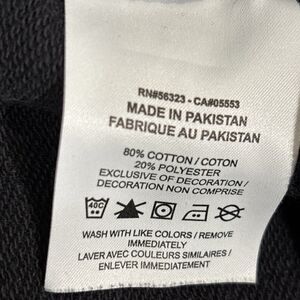 RN#56323 - CA#05553
MADE IN PAKISTAN
FABRIQUE AU PAKISTAN
80% COTTON / COTON
20% POLYESTER
EXCLUSIVE OF DECORATION /
DECORATION NON COMPRISE
40C
WASH WITH LIKE COLORS / REMOVE
IMMEDIATELY
LAVER AVEC COULEURS SIMILAIRES /
ENLEVER IMMEDIATEMENT